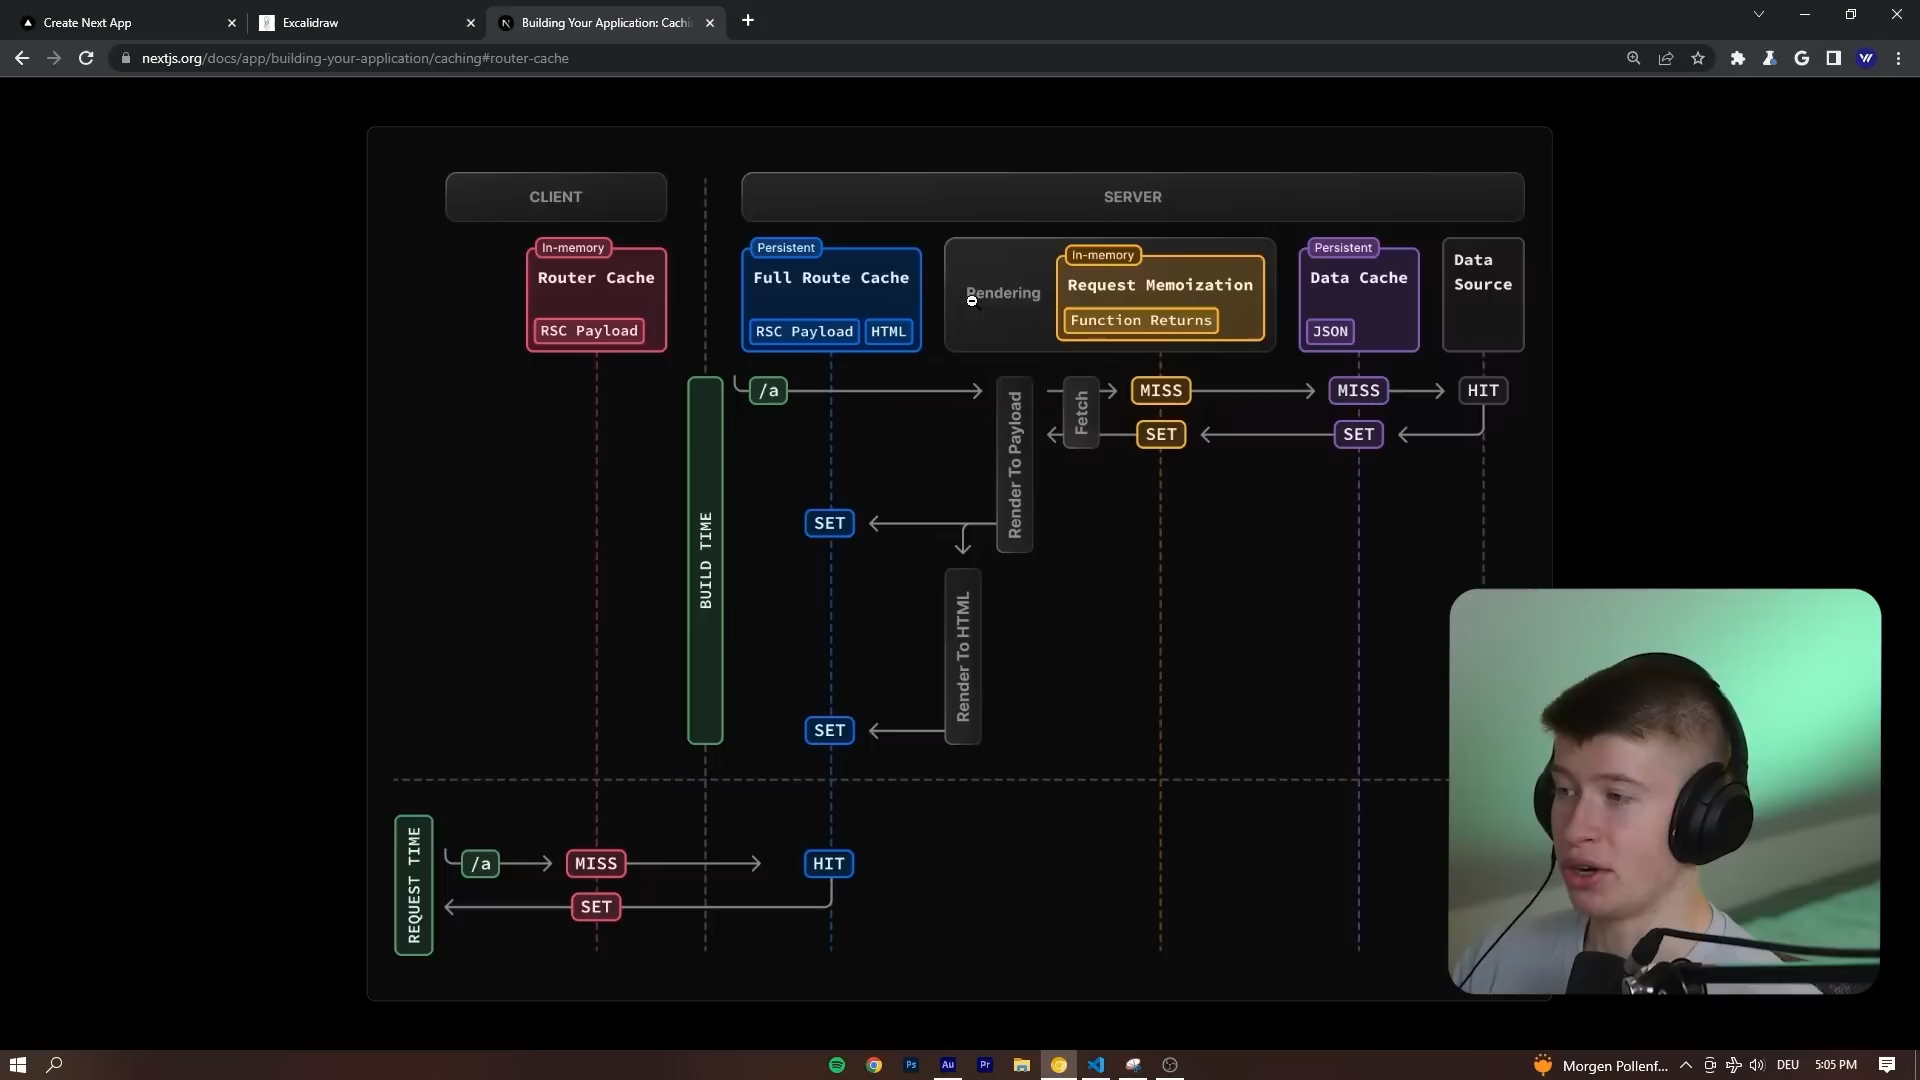 Create Next App
Excalidraw
Building Your Application: Cachi
nextjs.org/docs/app/building-your-application/caching#router-cache
CLIENT
SERVER
In-memory
Router Cache
RSC Payload
Persistent
Full Route Cache
RSC Payload
HTML
Rendering
In-memory
Request Memoization
Function Returns
Persistent
Data Cache
JSON
Data
Source
BUILD TIME
/a
Render To Payload
Fetch
MISS
MISS
HIT
SET
SET
SET
Render To HTML
SET
REQUEST TIME
/a
MISS
HIT
SET
Ps
Au
Pr
Morgen Pollenf...
DEU
5:05 PM